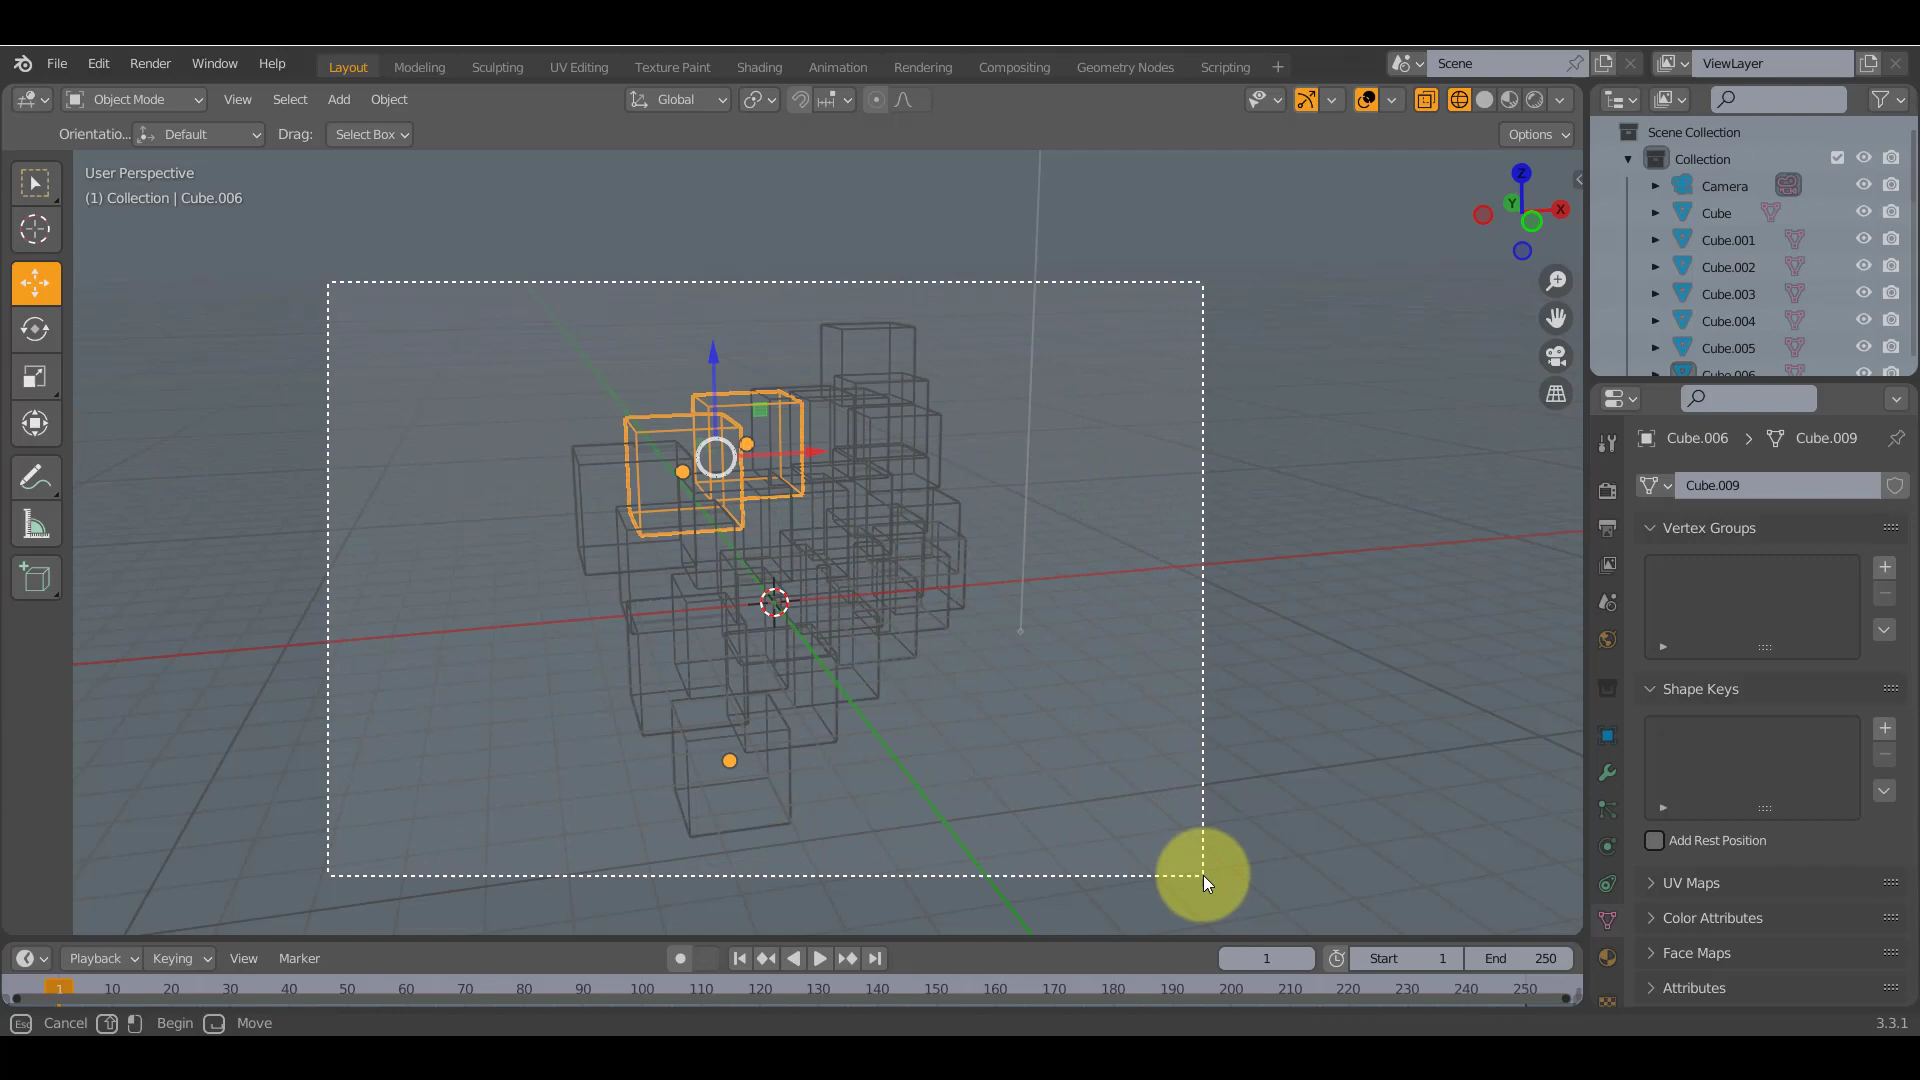 File Edit Render Window Help Layout Modeling Sculpting UV Editing Texture Paint Shading Animation Rendering Compositing Geometry Nodes Scripting + Scene ViewLayer
Object Mode View Select Add Object Global
Orientatio... Default Drag: Select Box Options
User Perspective
(1) Collection | Cube.006
Z
Y
X
Scene Collection
Collection
Camera
Cube
Cube.001
Cube.002
Cube.003
Cube.004
Cube.005
Cube.006
Cube.006 > Cube.009
Cube.009
Vertex Groups
Shape Keys
Add Rest Position
UV Maps
Color Attributes
Face Maps
Attributes
Playback Keying View Marker 1 Start 1 End 250
1 10 20 30 40 50 60 70 80 90 100 110 120 130 140 150 160 170 180 190 200 210 220 230 240 250
Esc Cancel Begin Move 3.3.1